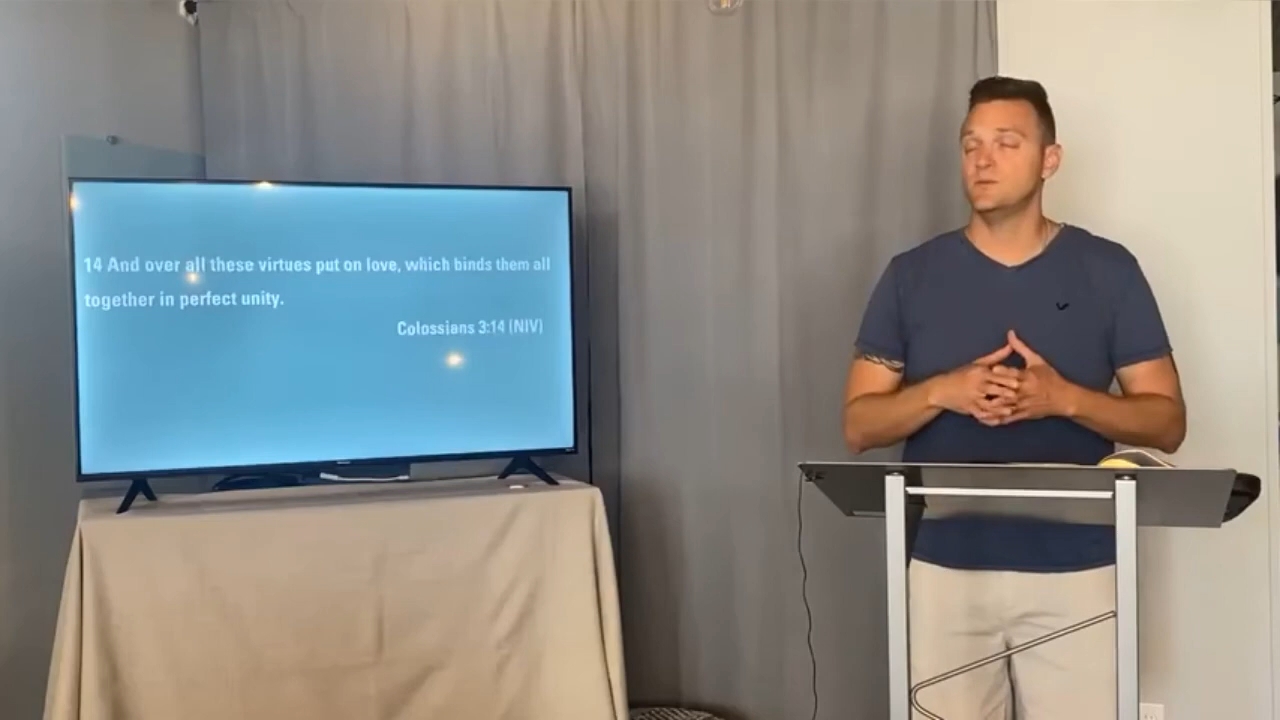 14 And over all these virtues put on love, which binds them all
together in perfect unity.
Colossians 3:14 (NIV)